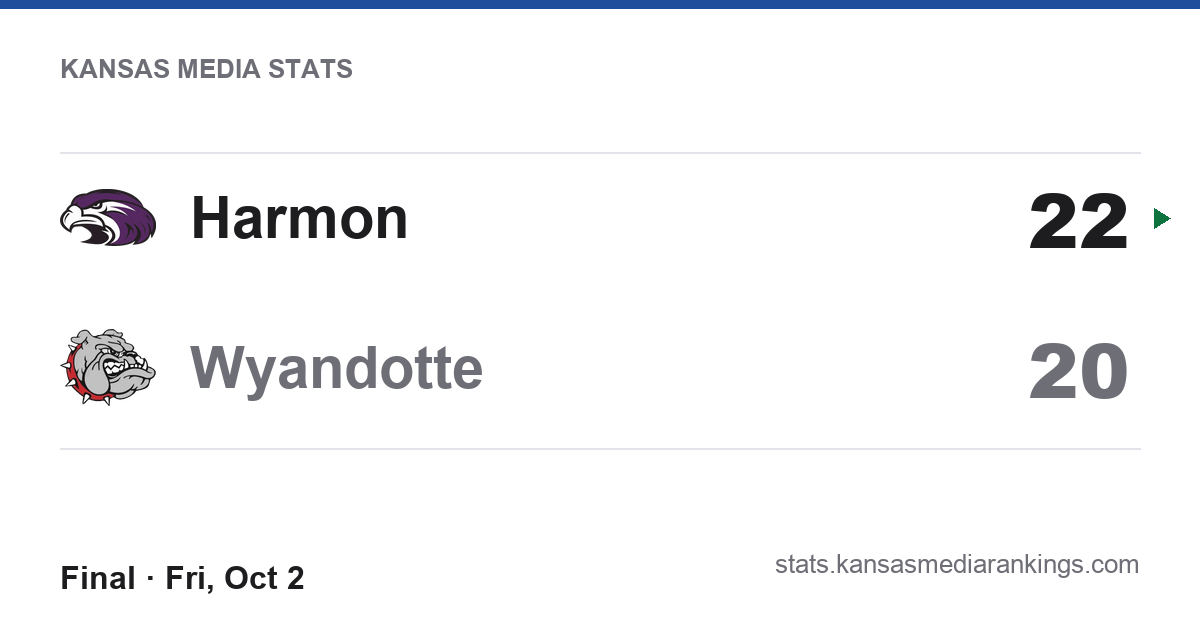 KANSAS MEDIA STATS
Harmon 22
Wyandotte 20
Final · Fri, Oct 2
stats.kansasmediarankings.com